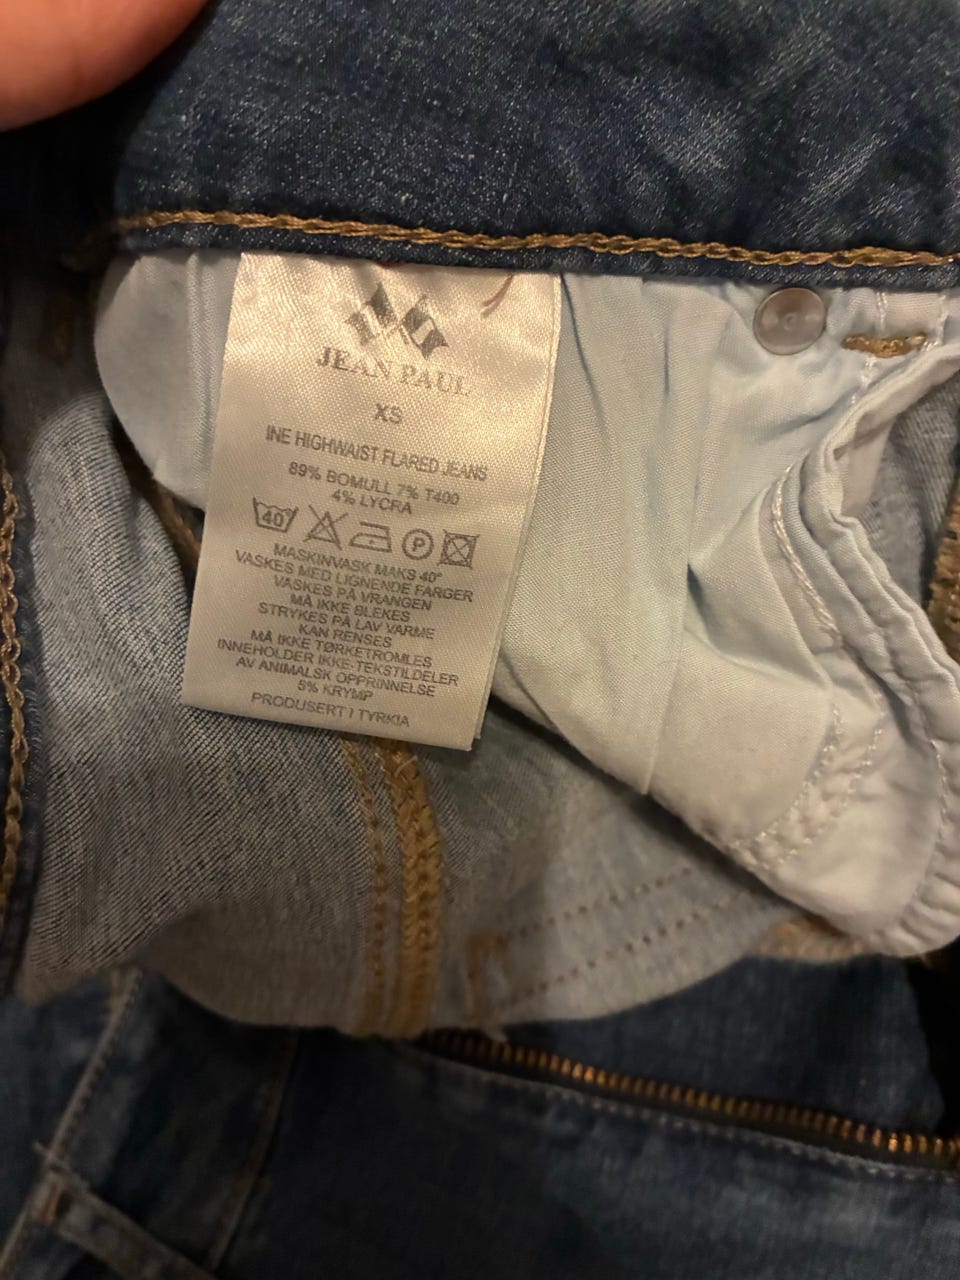 JEAN PAUL
XS
INE HIGHWAIST FLARED JEANS
89% BOMULL 7% T400
4% LYCRA
40 P
MASKINVASK MAKS 40°
VASKES MED LIGNENDE FARGER
VASKES PÅ VRANGEN
MÅ IKKE BLEKES
STRYKES PÅ LAV VARME
KAN RENSES
MÅ IKKE TØRKETROMLES
INNEHOLDER IKKE-TEKSTILDELER
AV ANIMALSK OPPRINNELSE
5% KRYMP
PRODUSERT I TYRKIA